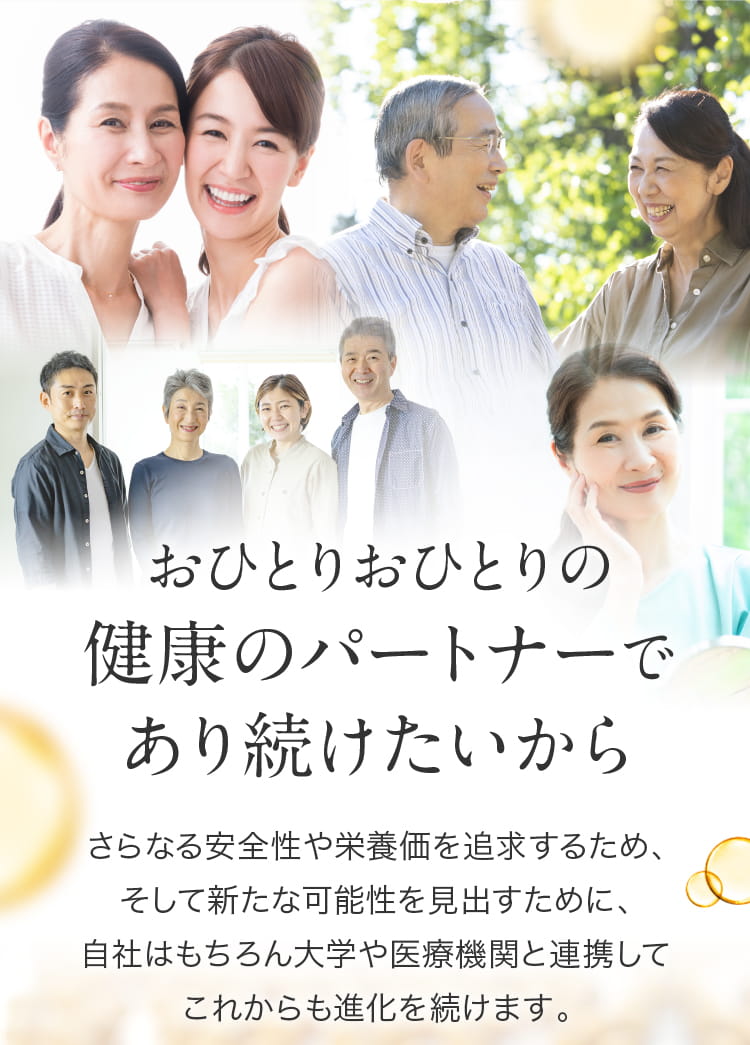 おひとりおひとりの
健康のパートナーで
あり続けたいから
さらなる安全性や栄養価を追求するため、
そして新たな可能性を見出すために、
自社はもちろん大学や医療機関と連携して
これからも進化を続けます。